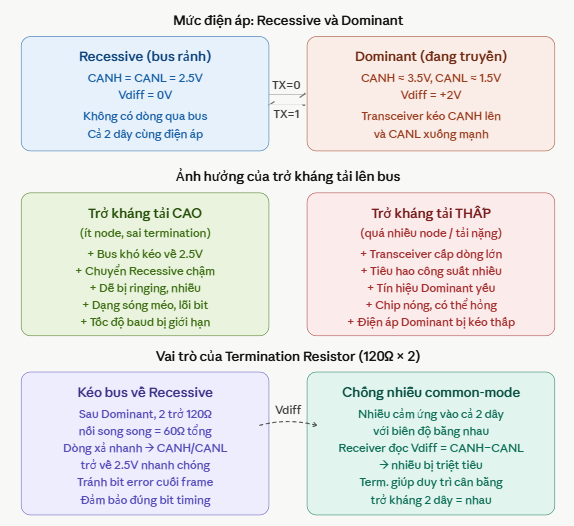 Mức điện áp: Recessive và Dominant
Recessive (bus rảnh)
CANH = CANL = 2.5V
Vdiff = 0V
Không có dòng qua bus
Cả 2 dây cùng điện áp
TX=0
TX=1
Dominant (đang truyền)
CANH ≈ 3.5V, CANL ≈ 1.5V
Vdiff = +2V
Transceiver kéo CANH lên
và CANL xuống mạnh
Ảnh hưởng của trở kháng tải lên bus
Trở kháng tải CAO
(ít node, sai termination)
+ Bus khó kéo về 2.5V
+ Chuyển Recessive chậm
+ Dễ bị ringing, nhiễu
+ Dạng sóng méo, lỗi bit
+ Tốc độ baud bị giới hạn
Trở kháng tải THẤP
(quá nhiều node / tải nặng)
+ Transceiver cấp dòng lớn
+ Tiêu hao công suất nhiều
+ Tín hiệu Dominant yếu
+ Chip nóng, có thể hỏng
+ Điện áp Dominant bị kéo thấp
Vai trò của Termination Resistor (120Ω × 2)
Kéo bus về Recessive
Sau Dominant, 2 trở 120Ω
nối song song = 60Ω tổng
Dòng xả nhanh → CANH/CANL
trở về 2.5V nhanh chóng
Tránh bit error cuối frame
Đảm bảo đúng bit timing
Vdiff
Chống nhiễu common-mode
Nhiễu cảm ứng vào cả 2 dây
với biên độ bằng nhau
Receiver đọc Vdiff = CANH−CANL
→ nhiễu bị triệt tiêu
Term. giúp duy trì cân bằng
trở kháng 2 dây = nhau